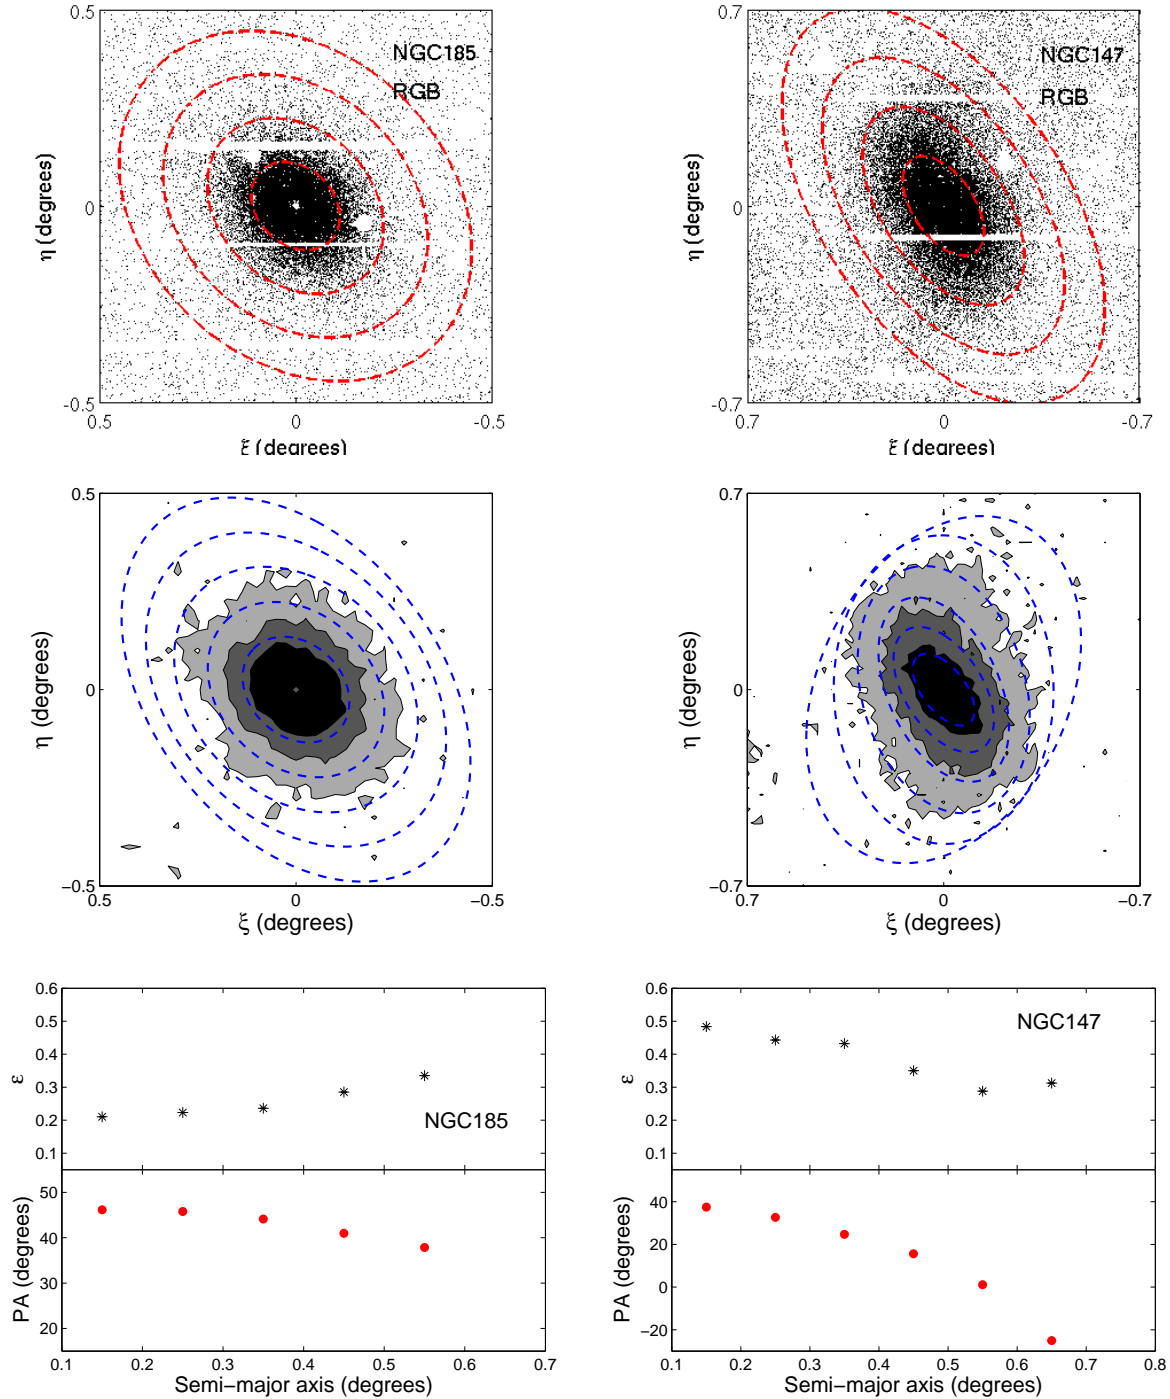 0.5
NGC185
RGB
η (degrees)
0
-0.5
0.5
0
-0.5
ξ (degrees)
0.7
NGC147
RGB
η (degrees)
0
-0.7
0.7
0
-0.7
ξ (degrees)
0.5
η (degrees)
0
−0.5
0.5
0
−0.5
ξ (degrees)
0.7
η (degrees)
0
−0.7
0.7
0
−0.7
ξ (degrees)
0.6
0.5
0.4
ε
0.3
0.2
NGC185
0.1
50
PA (degrees)
40
30
20
0.1 0.2 0.3 0.4 0.5 0.6 0.7
Semi−major axis (degrees)
0.6
NGC147
0.5
0.4
ε
0.3
0.2
0.1
40
PA (degrees)
20
0
−20
0.1 0.2 0.3 0.4 0.5 0.6 0.7 0.8
Semi−major axis (degrees)